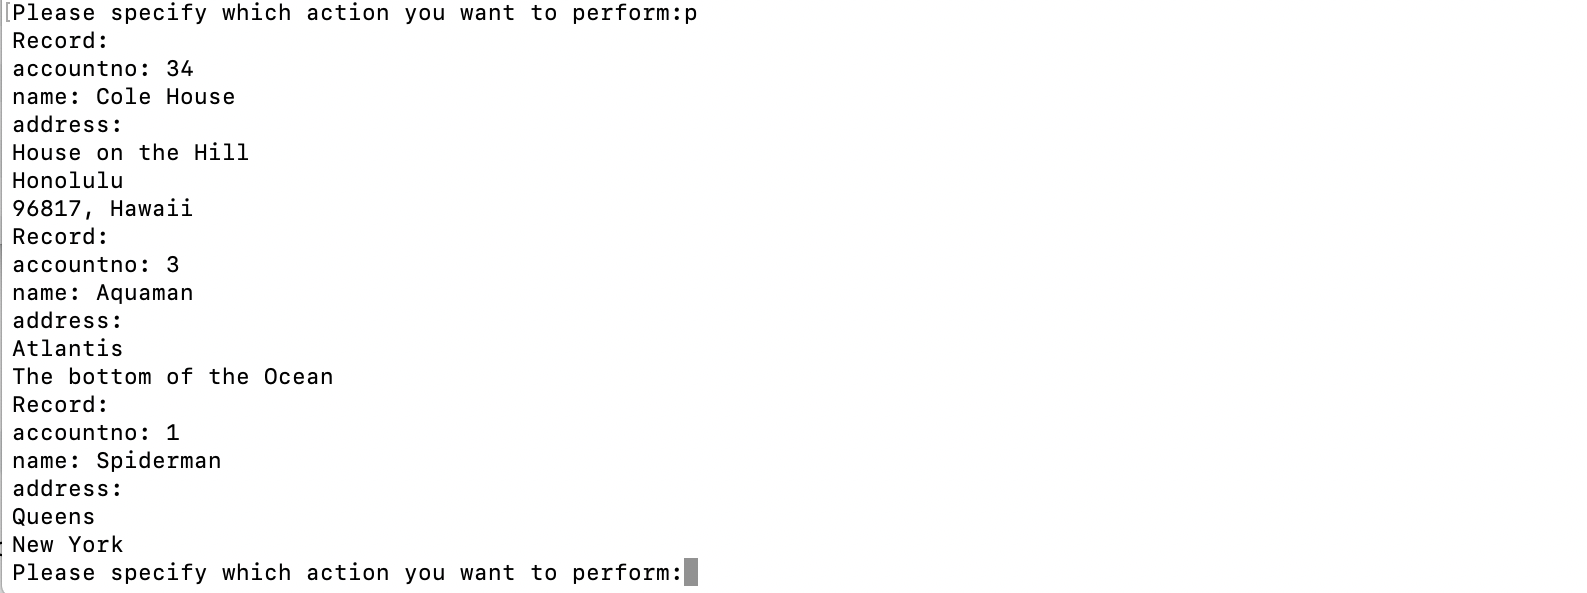 Please specify which action you want to perform:p
Record:
accountno: 34
name: Cole House
address:
House on the Hill
Honolulu
96817, Hawaii
Record:
accountno: 3
name: Aquaman
address:
Atlantis
The bottom of the Ocean
Record:
accountno: 1
name: Spiderman
address:
Queens
New York
Please specify which action you want to perform: